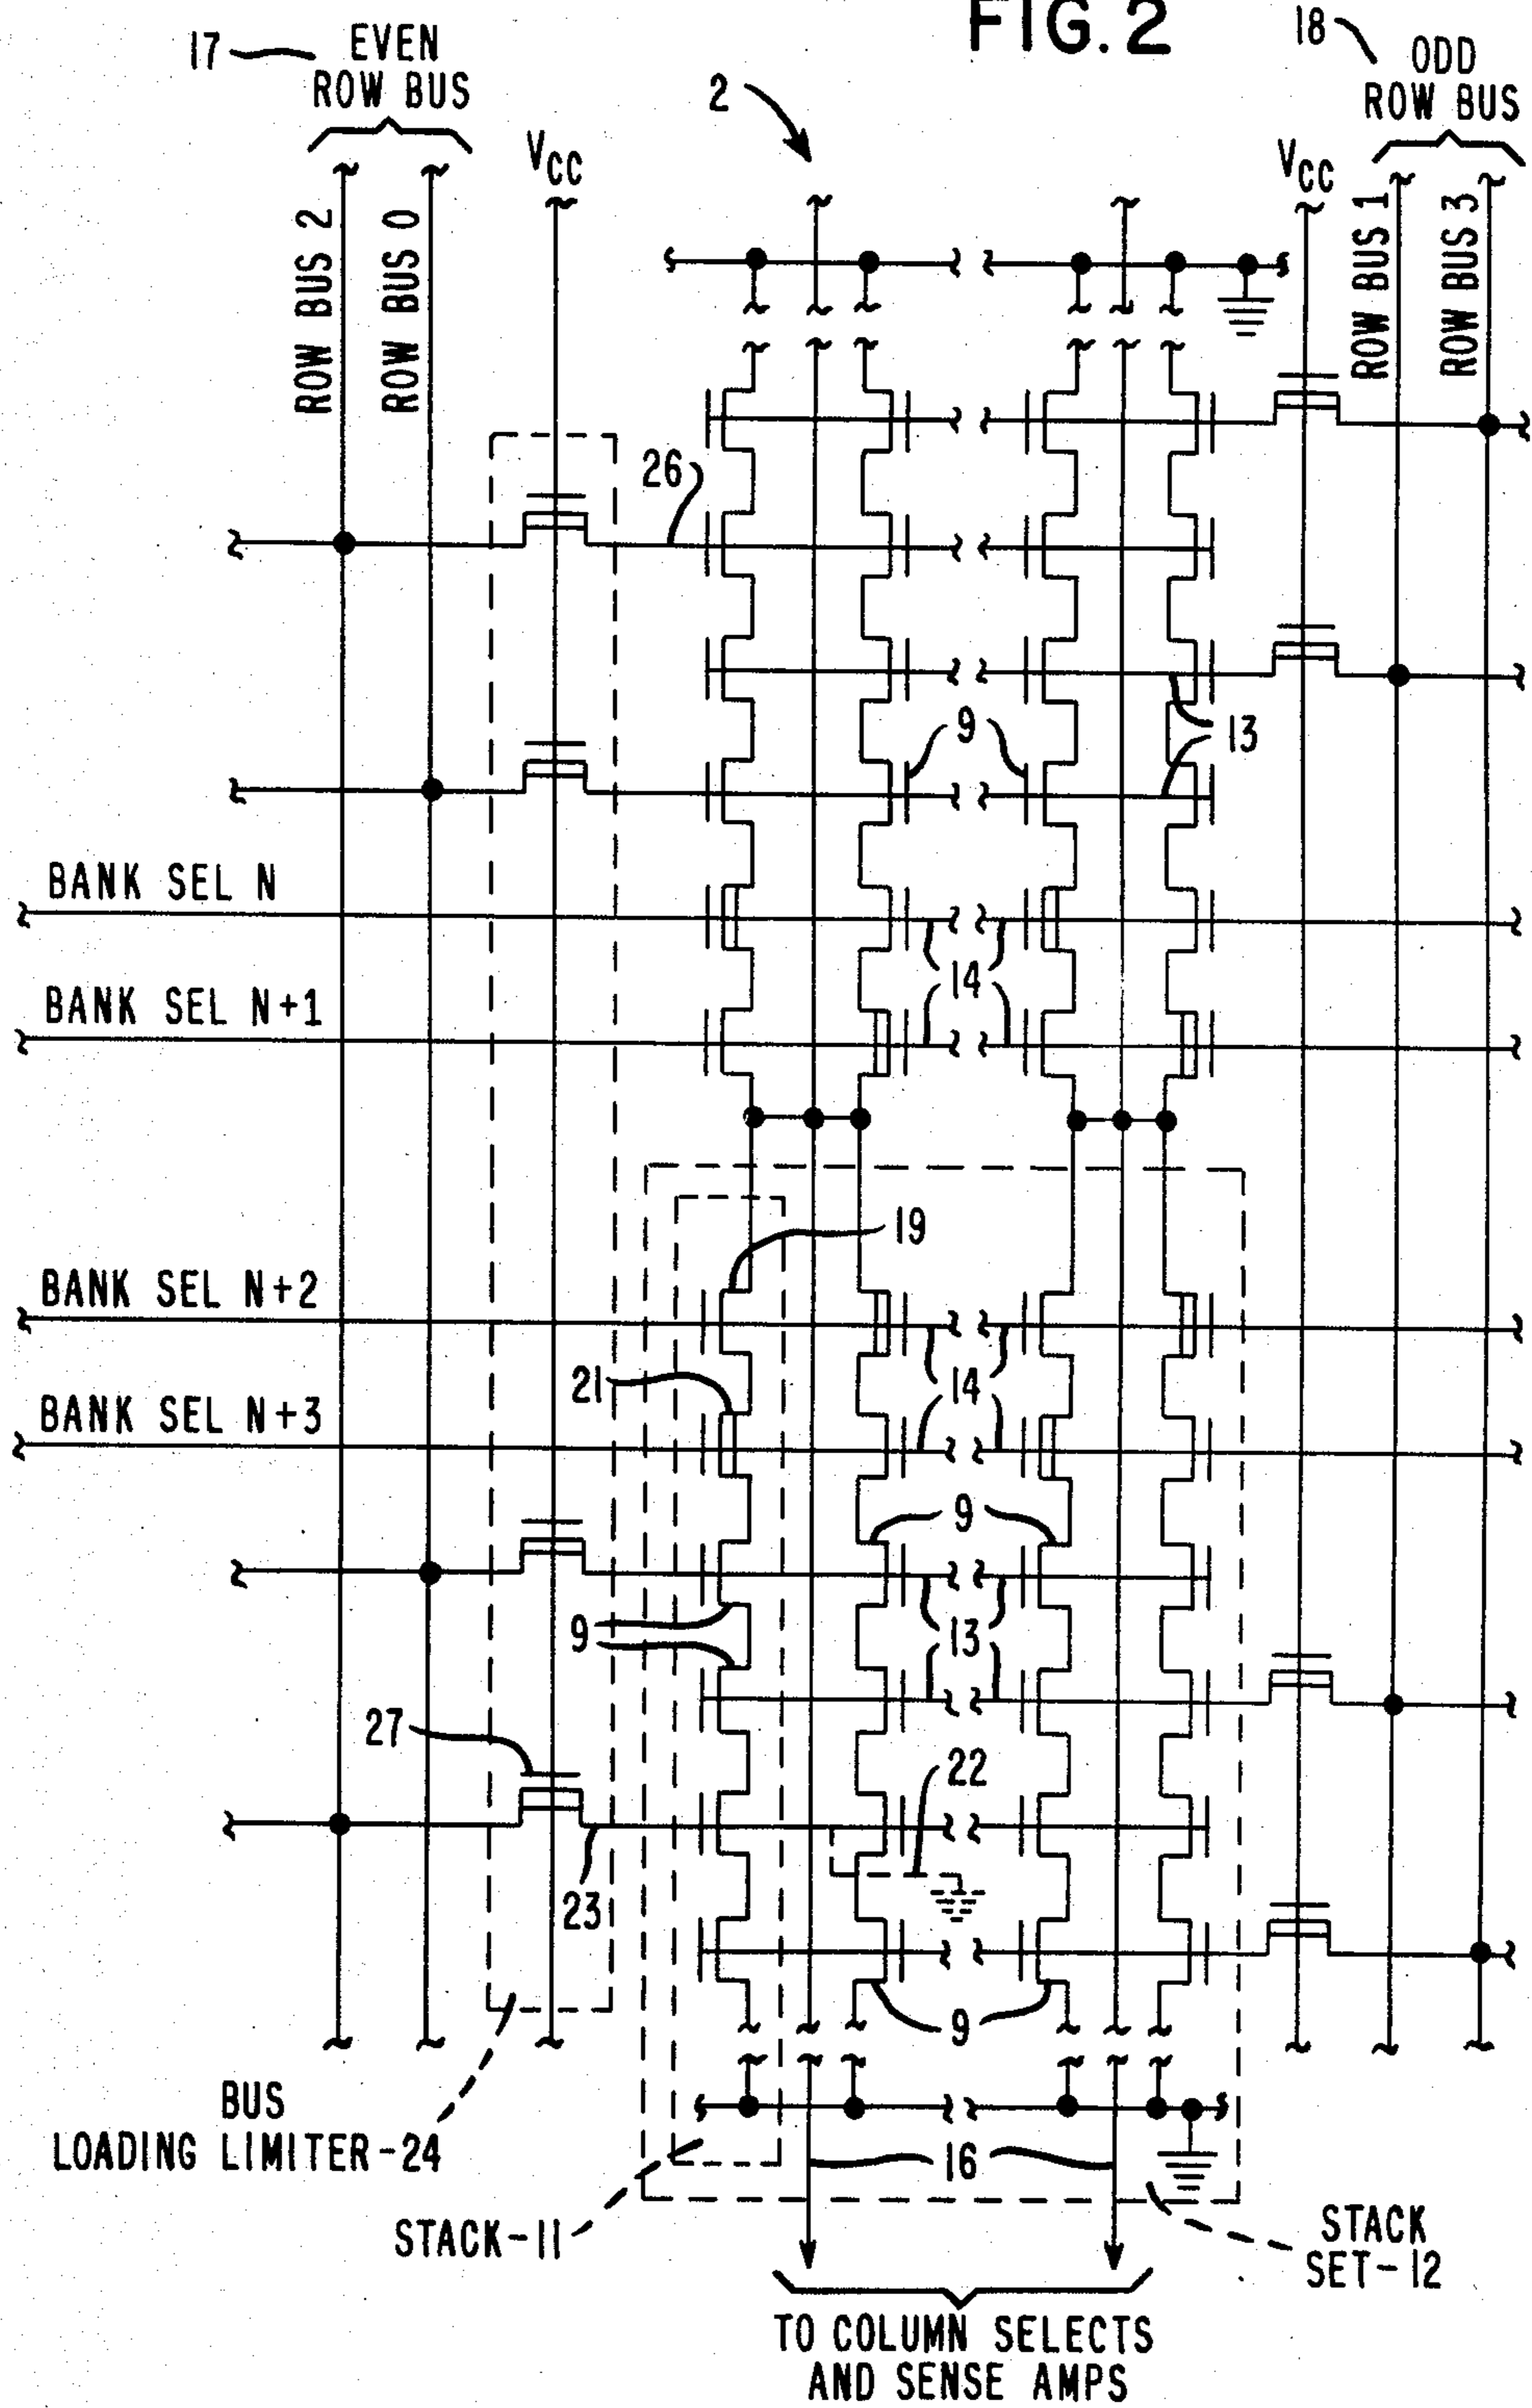 FIG. 2
17
EVEN
ROW BUS
18
ODD
ROW BUS
2
VCC
VCC
ROW BUS 2
ROW BUS 0
ROW BUS 1
ROW BUS 3
26
9
13
BANK SEL N
14
BANK SEL N+1
19
BANK SEL N+2
21
14
BANK SEL N+3
9
9
13
27
22
23
9
BUS
LOADING LIMITER-24
16
STACK-11
STACK
SET-12
TO COLUMN SELECTS
AND SENSE AMPS